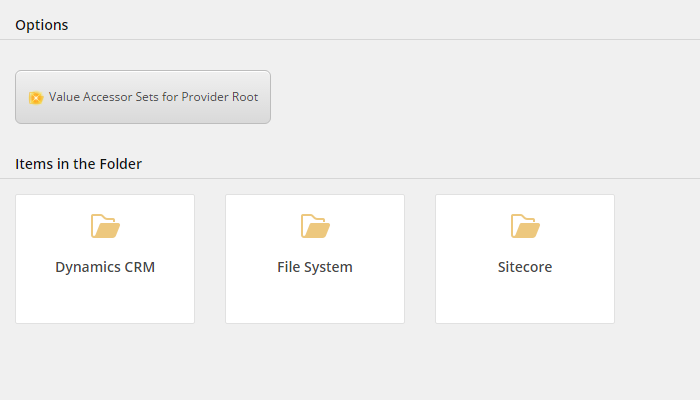 Options
Value Accessor Sets for Provider Root
Items in the Folder
Dynamics CRM
File System
Sitecore